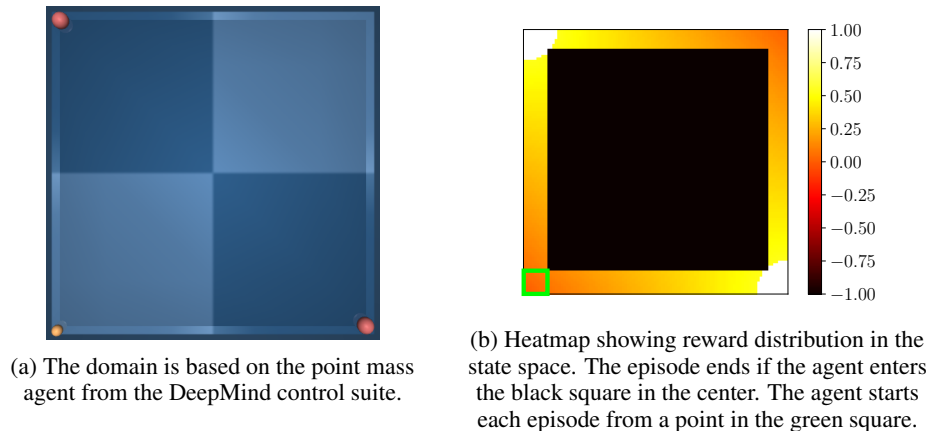 1.00
0.75
0.50
0.25
0.00
−0.25
−0.50
−0.75
−1.00
(a) The domain is based on the point mass
agent from the DeepMind control suite.
(b) Heatmap showing reward distribution in the
state space. The episode ends if the agent enters
the black square in the center. The agent starts
each episode from a point in the green square.